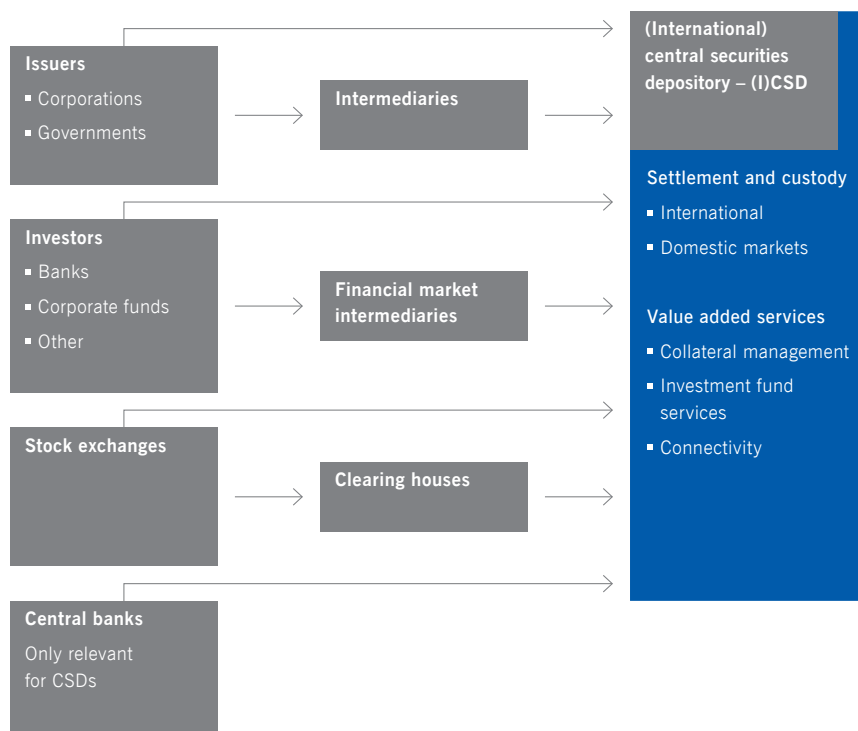 Issuers
▪ Corporations
▪ Governments
Intermediaries
(International)
central securities
depository – (I)CSD
Investors
▪ Banks
▪ Corporate funds
▪ Other
Financial market
intermediaries
Settlement and custody
▪ International
▪ Domestic markets
Value added services
▪ Collateral management
▪ Investment fund
services
▪ Connectivity
Stock exchanges
Clearing houses
Central banks
Only relevant
for CSDs